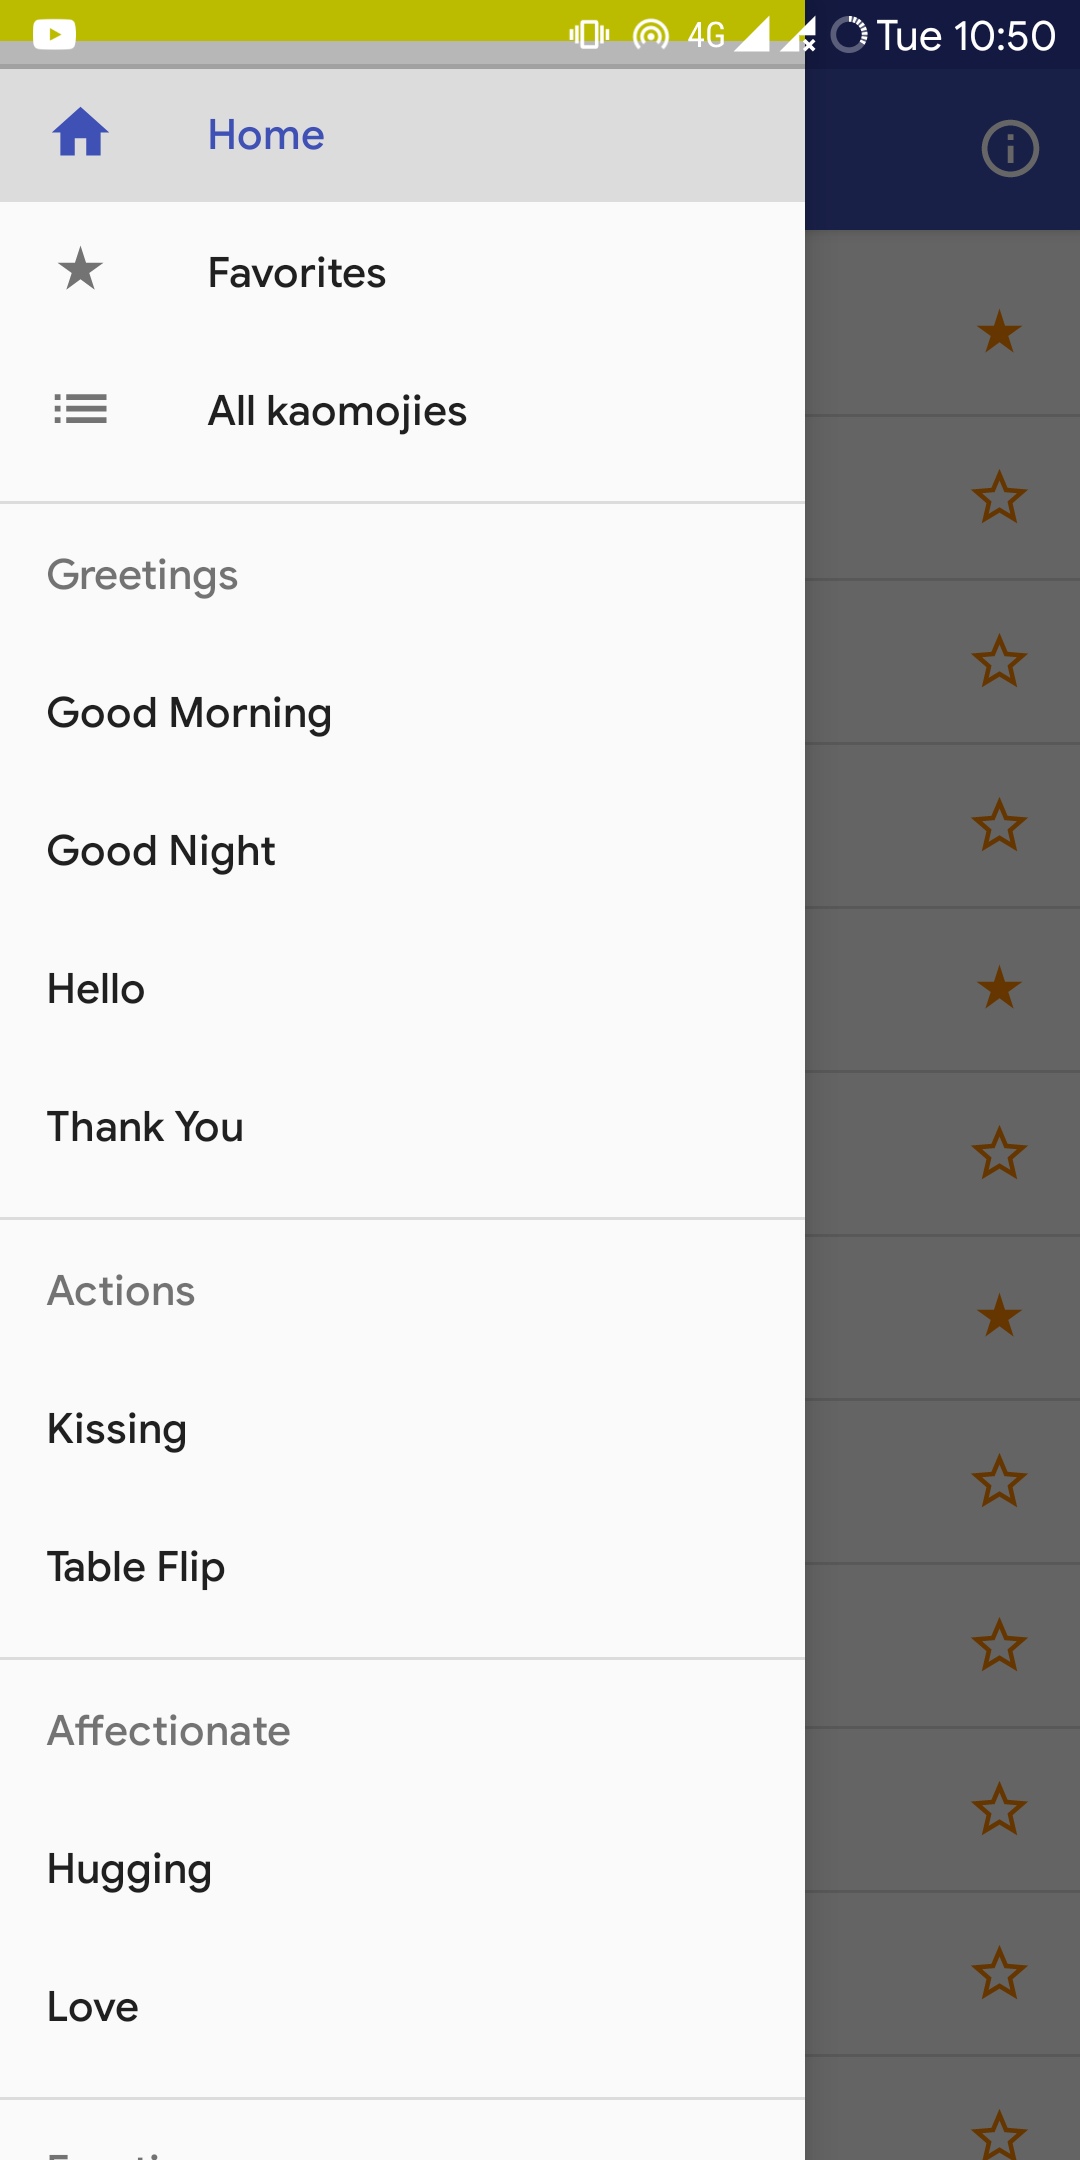 4G Tue 10:50
Home
Favorites
All kaomojies
Greetings
Good Morning
Good Night
Hello
Thank You
Actions
Kissing
Table Flip
Affectionate
Hugging
Love